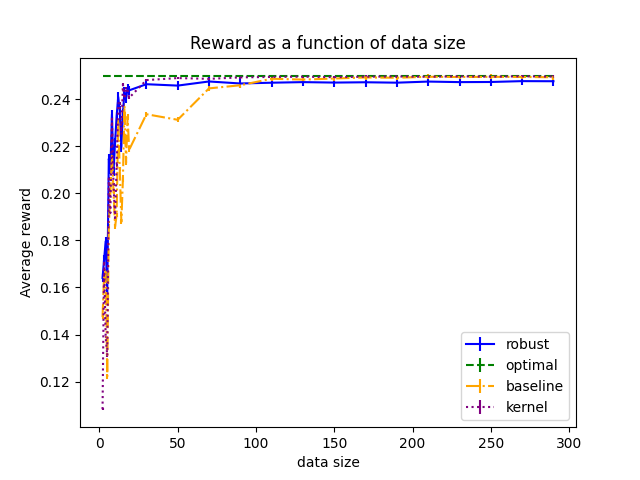 Reward as a function of data size
Average reward
0.24
0.22
0.20
0.18
0.16
0.14
0.12
0
50
100
150
200
250
300
data size
robust
optimal
baseline
kernel